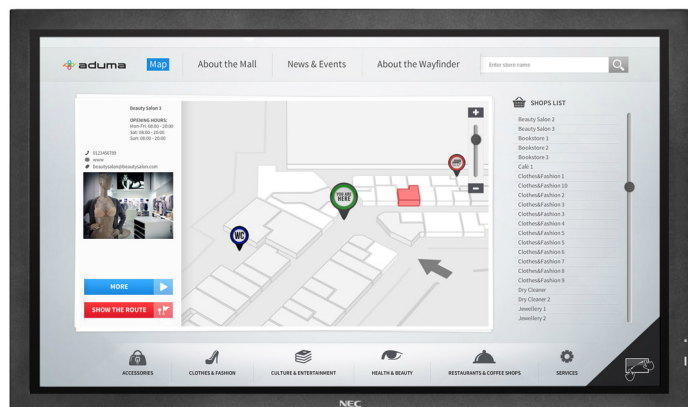 aduma
Map
About the Mall
News & Events
About the Wayfinder
Enter store name
Beauty Salon 3
OPENING HOURS:
Mon-Fri: 08:00 - 20:00
Sat: 08:00 - 20:00
Sun: 08:00 - 20:00
0123456789
www
beautysalon@beautysalon.com
MORE
SHOW THE ROUTE
WC
YOU ARE
HERE
SHOPS LIST
Beauty Salon 2
Beauty Salon 3
Bookstore 1
Bookstore 2
Bookstore 3
Café 1
Clothes&Fashion 1
Clothes&Fashion 10
Clothes&Fashion 2
Clothes&Fashion 3
Clothes&Fashion 3
Clothes&Fashion 4
Clothes&Fashion 5
Clothes&Fashion 5
Clothes&Fashion 6
Clothes&Fashion 7
Clothes&Fashion 8
Clothes&Fashion 9
Dry Cleaner
Dry Cleaner 2
Jewellery 1
Jewellery 2
ACCESSORIES
CLOTHES & FASHION
CULTURE & ENTERTAINMENT
HEALTH & BEAUTY
RESTAURANTS & COFFEE SHOPS
SERVICES
NEC